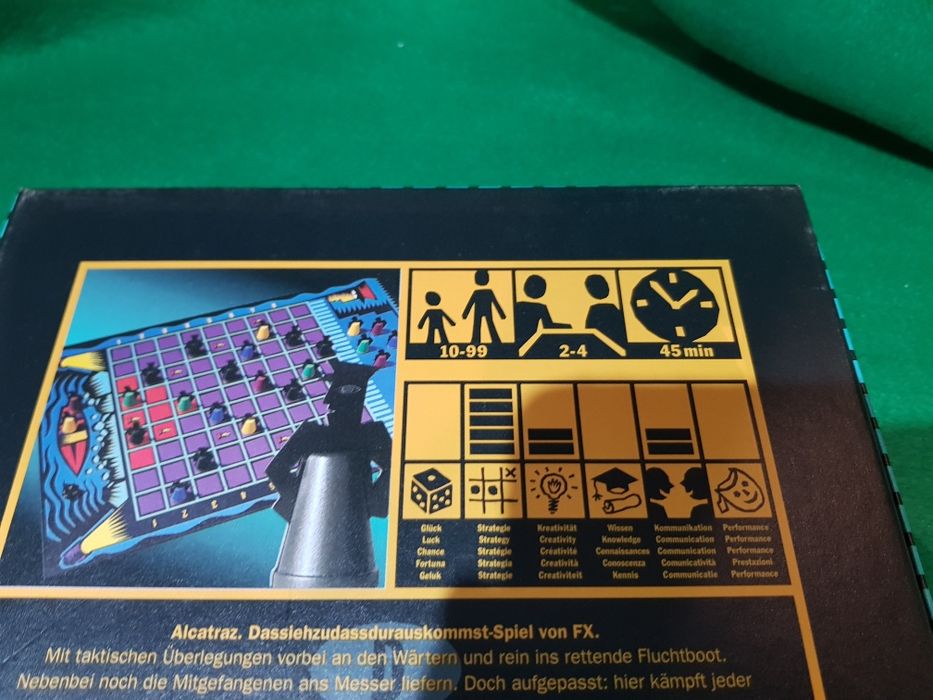 10-99
2-4
45 min
Glück Strategie Kreativität Wissen Kommunikation Performance
Luck Strategy Creativity Knowledge Communication Performance
Chance Stratégie Créativité Connaissances Communication Performance
Fortuna Strategia Creatività Conoscenza Comunicatività Prestazioni
Geluk Strategie Creativiteit Kennis Communicatie Performance
Alcatraz. Dassiehzudassdurauskommst-Spiel von FX.
Mit taktischen Überlegungen vorbei an den Wärtern und rein ins rettende Fluchtboot.
Nebenbei noch die Mitgefangenen ans Messer liefern. Doch aufgepasst: hier kämpft jeder